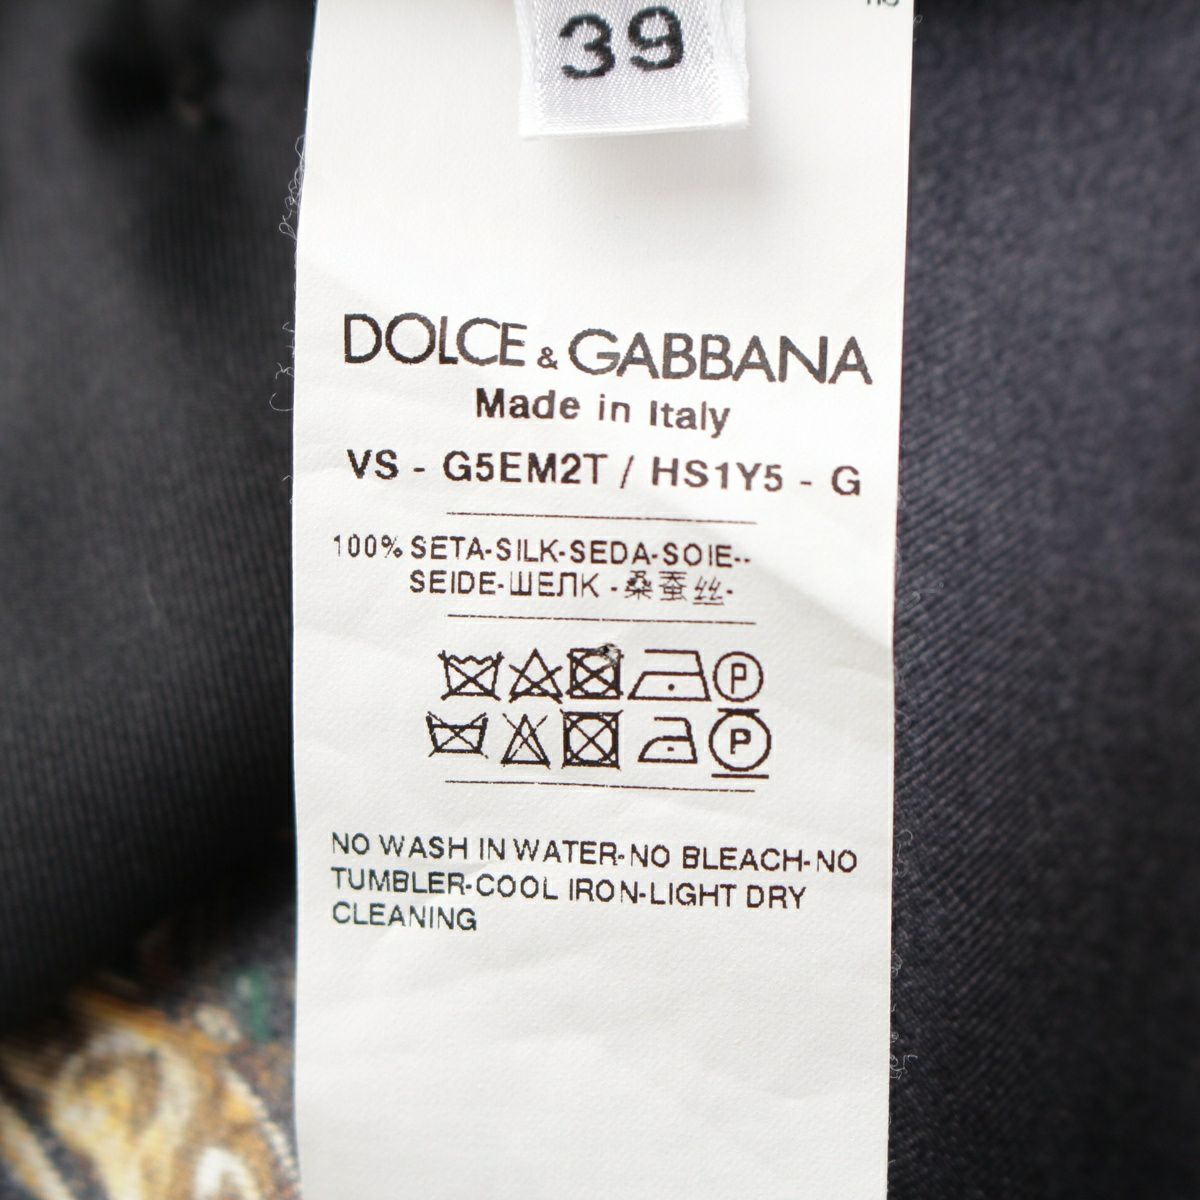 39
DOLCE & GABBANA
Made in Italy
VS - G5EM2T / HS1Y5 - G
100% SETA-SILK-SEDA-SOIE--
SEIDE-ШЕЛК -桑蚕丝-
P
P
NO WASH IN WATER-NO BLEACH-NO
TUMBLER-COOL IRON-LIGHT DRY
CLEANING